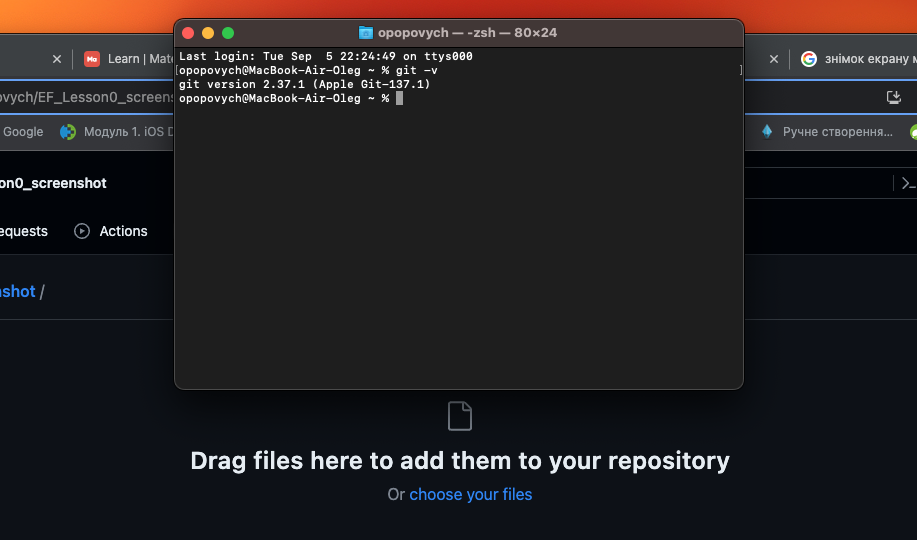 opopovych — -zsh — 80×24
Last login: Tue Sep  5 22:24:49 on ttys000
[opopovych@MacBook-Air-Oleg ~ % git -v ]
git version 2.37.1 (Apple Git-137.1)
opopovych@MacBook-Air-Oleg ~ %
Learn | Mate
знімок екрану м
ovych/EF_Lesson0_screens
Google
Модуль 1. iOS D
Ручне створення...
on0_screenshot
equests
Actions
shot /
Drag files here to add them to your repository
Or choose your files